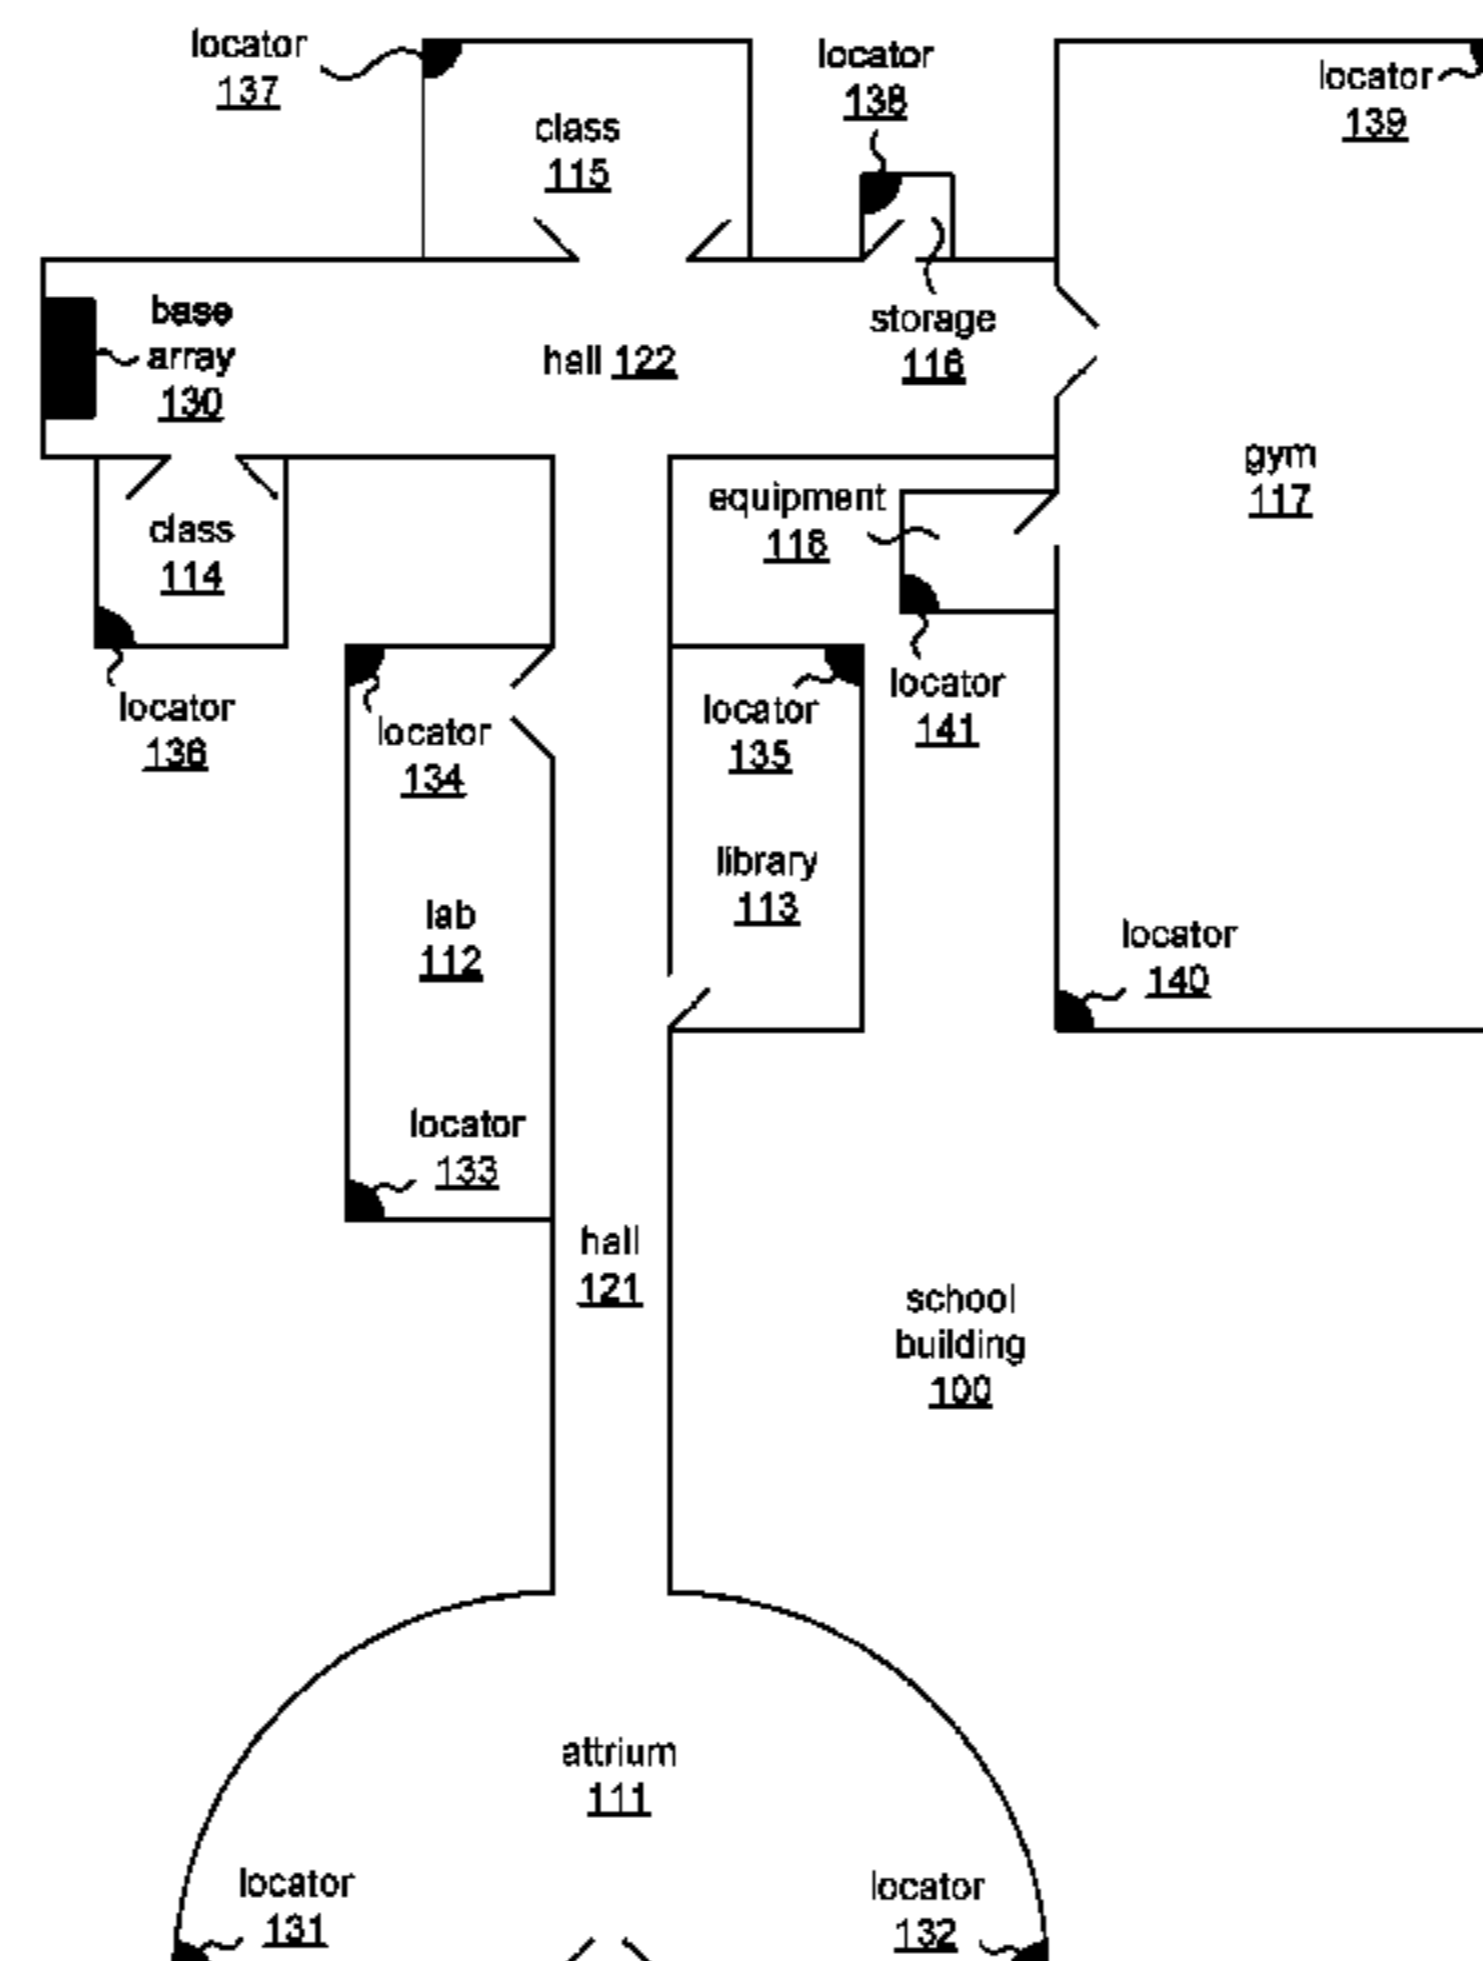 locator
137
class
115
locator
138
locator
139
base
array
130
hall 122
storage
116
gym
117
equipment
118
class
114
locator
136
locator
134
locator
135
locator
141
library
113
lab
112
locator
140
locator
133
hall
121
school
building
100
attrium
111
locator
131
locator
132